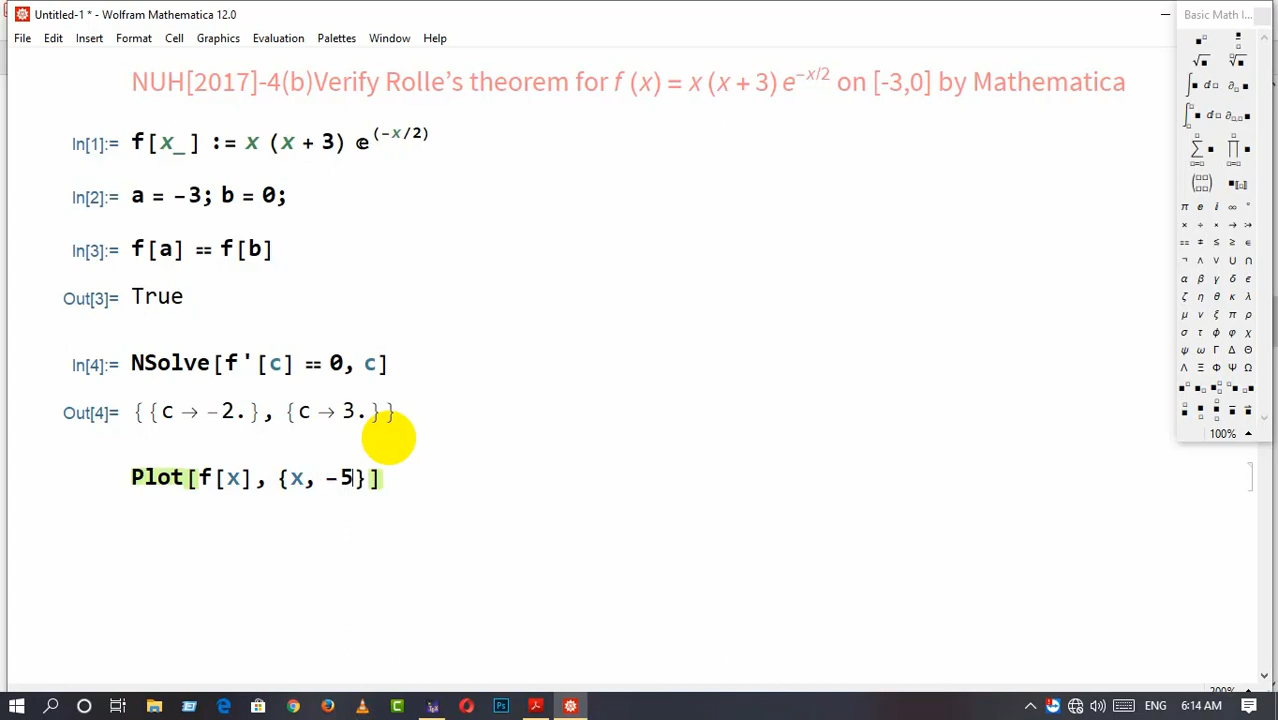 Untitled-1 * - Wolfram Mathematica 12.0
Basic Math I...
File Edit Insert Format Cell Graphics Evaluation Palettes Window Help
NUH[2017]-4(b)Verify Rolle's theorem for f (x) = x (x + 3) e^(-x/2) on [-3,0] by Mathematica
In[1]:= f[x_] := x (x + 3) ⅇ^(-x/2)
In[2]:= a = -3; b = 0;
In[3]:= f[a] == f[b]
Out[3]= True
In[4]:= NSolve[f'[c] == 0, c]
Out[4]= {{c → -2.}, {c → 3.}}
Plot[f[x], {x, -5}]
√■ √■
∫■ d□ ∂□ ■
∫■ d□ ∂□,□ ■
∑ ■ ∏ ■
π ⅇ ⅈ ∞ °
× ÷ × → ↣
== ≠ ≤ ≥ ∈
¬ ∧ ∨ ∪ ∩
α β γ δ ε
ζ η θ κ λ
μ ν ξ π ρ
σ τ ϕ φ χ
ψ ω Γ Δ Θ
Λ Ξ Φ Ψ Ω
100%
200%
ENG 6:14 AM